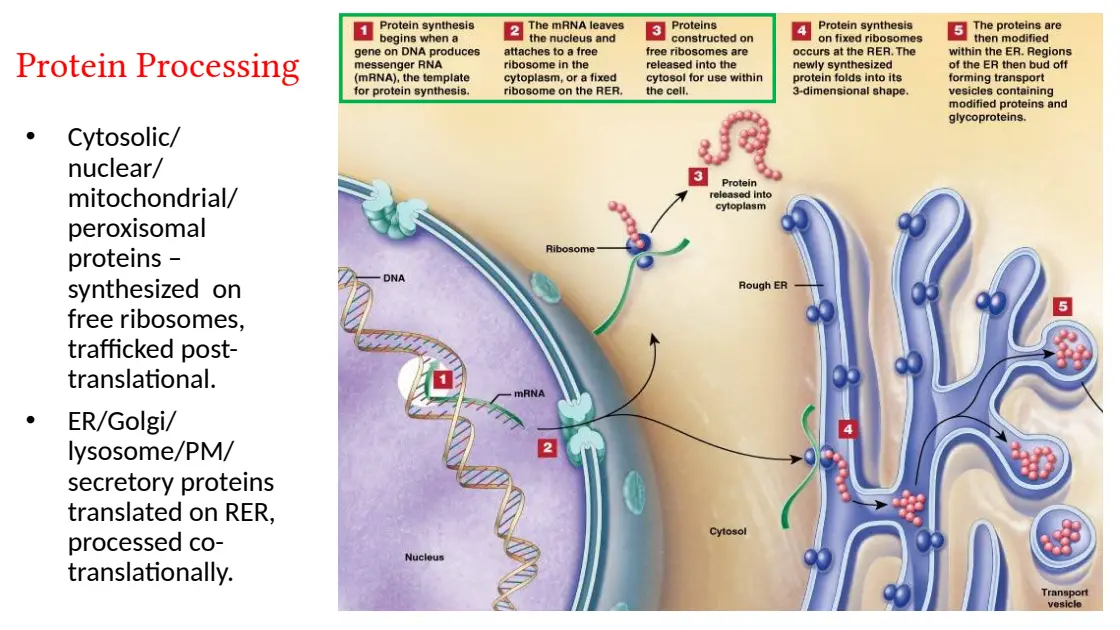 Protein Processing
• Cytosolic/
nuclear/
mitochondrial/
peroxisomal
proteins –
synthesized on
free ribosomes,
trafficked post-
translational.
• ER/Golgi/
lysosome/PM/
secretory proteins
translated on RER,
processed co-
translationally.
1 Protein synthesis
begins when a
gene on DNA produces
messenger RNA
(mRNA), the template
for protein synthesis.
2 The mRNA leaves
the nucleus and
attaches to a free
ribosome in the
cytoplasm, or a fixed
ribosome on the RER.
3 Proteins
constructed on
free ribosomes are
released into the
cytosol for use within
the cell.
4 Protein synthesis
on fixed ribosomes
occurs at the RER. The
newly synthesized
protein folds into its
3-dimensional shape.
5 The proteins are
then modified
within the ER. Regions
of the ER then bud off
forming transport
vesicles containing
modified proteins and
glycoproteins.
3
Protein
released into
cytoplasm
Ribosome
DNA
Rough ER
5
1
mRNA
2
4
Cytosol
Nucleus
Transport
vesicle